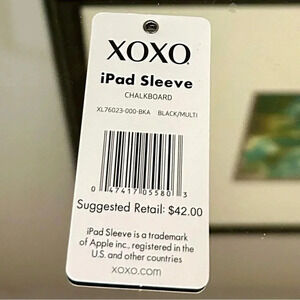 XOXO
iPad Sleeve
CHALKBOARD
XL76023-000-BKA BLACK/MULTI
0 47417 05580 3
Suggested Retail: $42.00
iPad Sleeve is a trademark
of Apple inc., registered in the
U.S. and other countries
XOXO.com